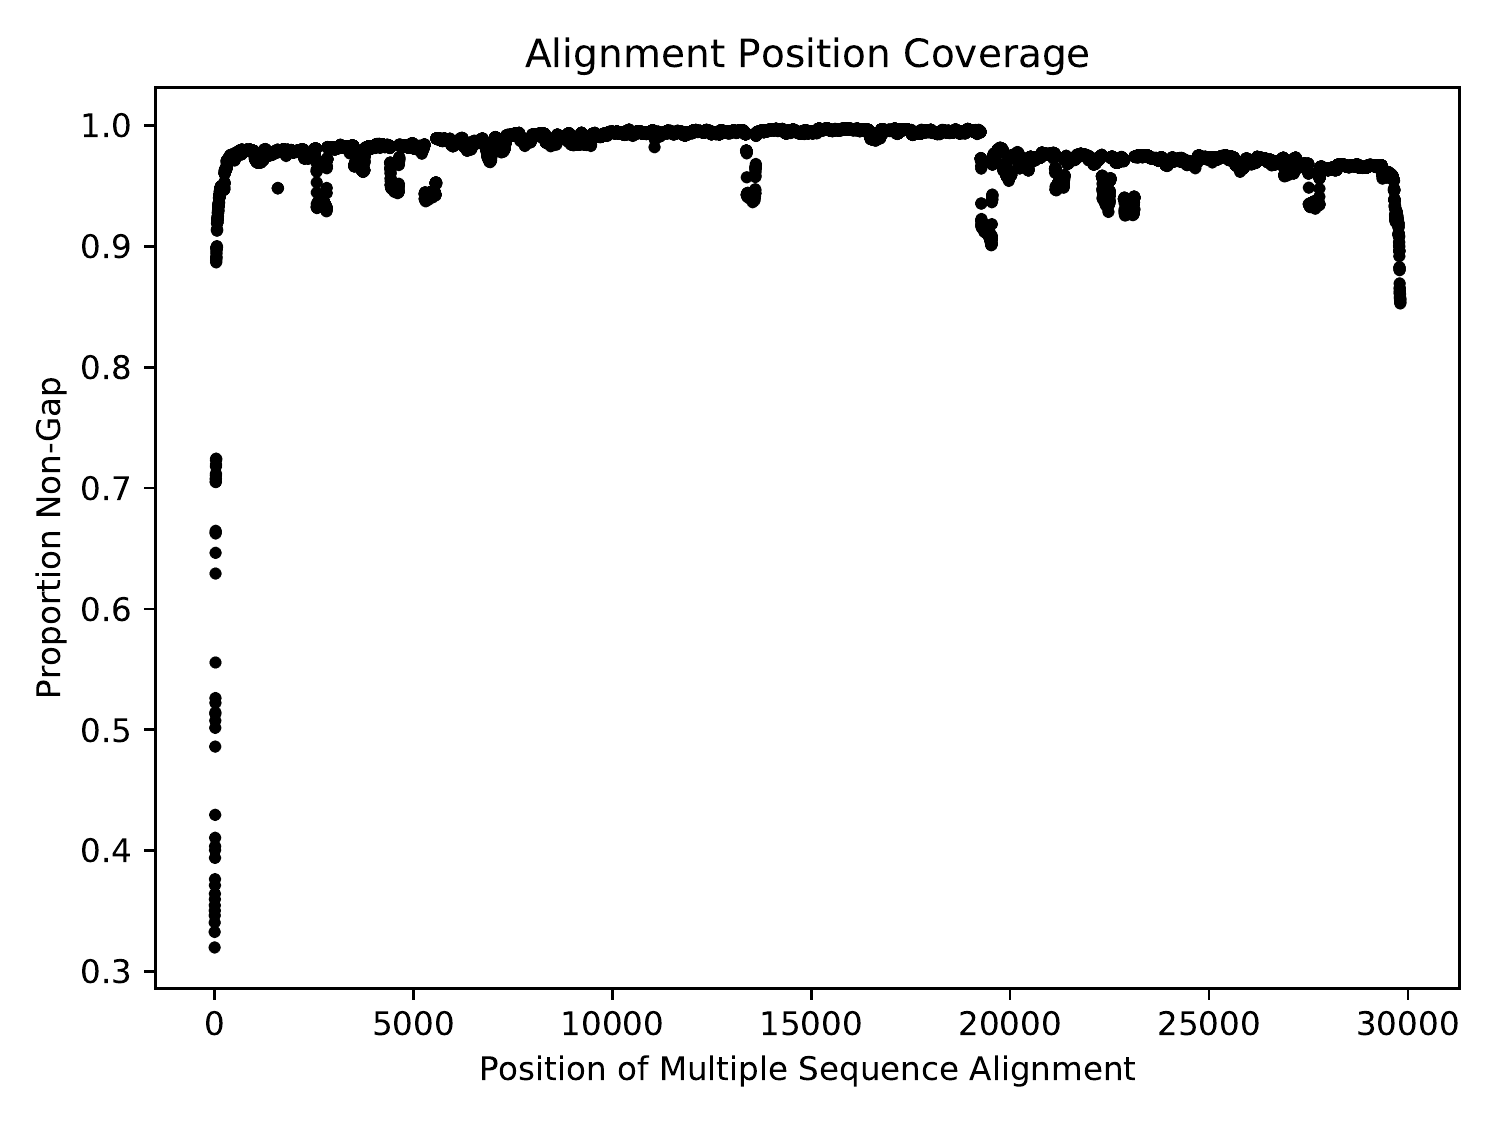 Alignment Position Coverage
Proportion Non-Gap
1.0
0.9
0.8
0.7
0.6
0.5
0.4
0.3
0 5000 10000 15000 20000 25000 30000
Position of Multiple Sequence Alignment